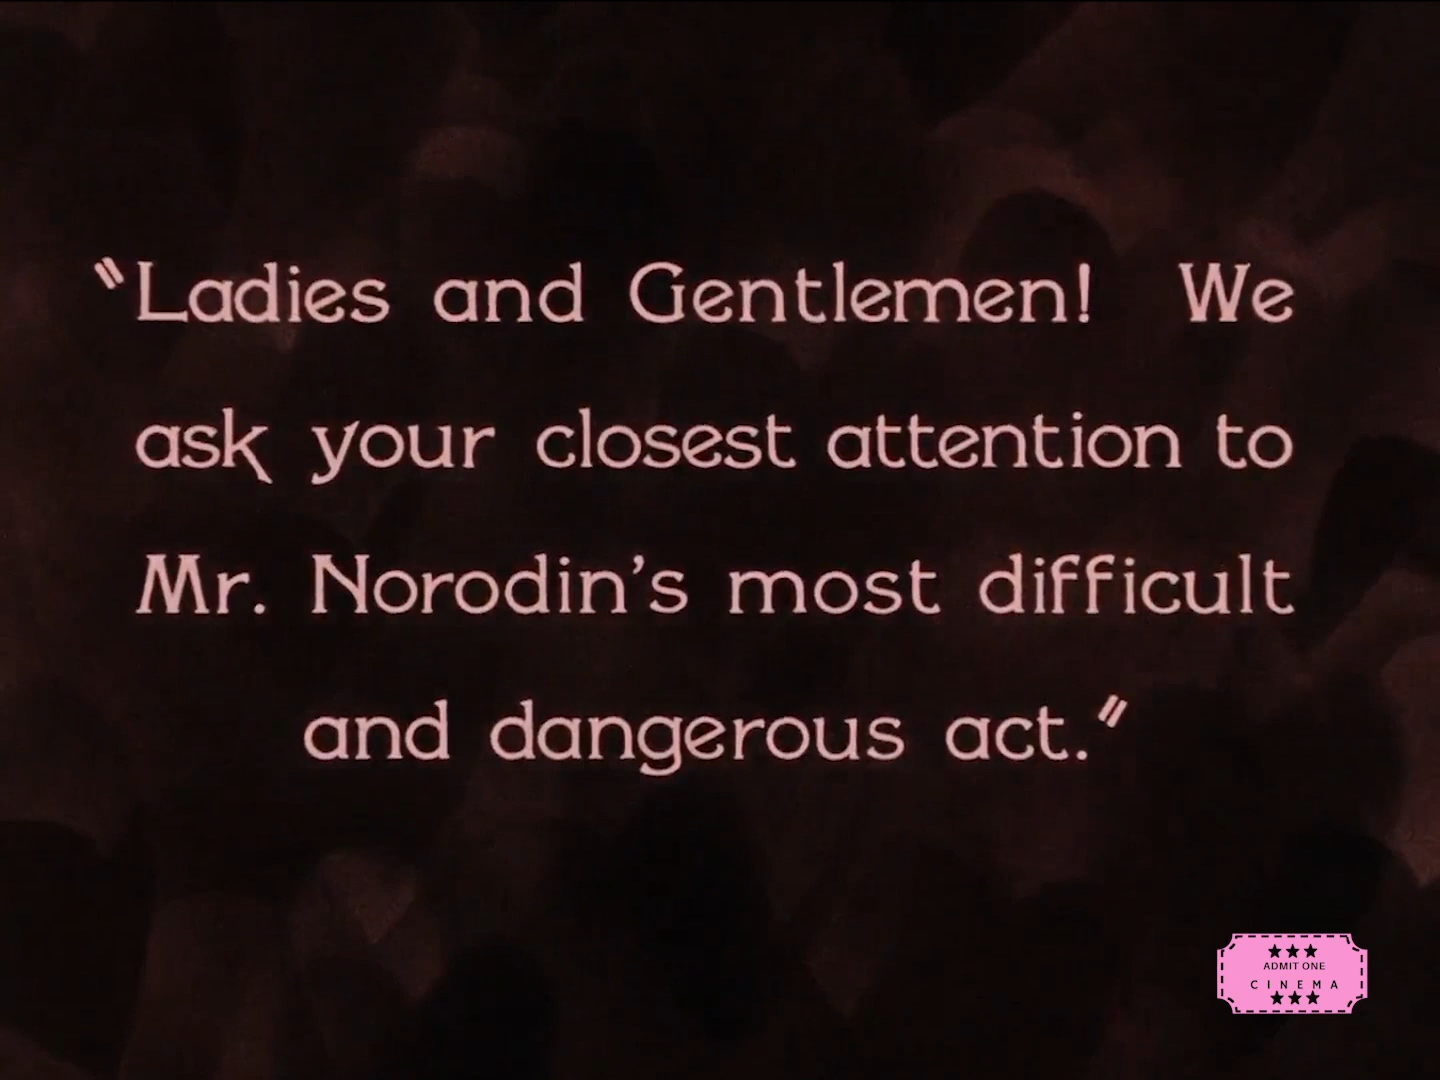 “Ladies and Gentlemen! We
ask your closest attention to
Mr. Norodin’s most difficult
and dangerous act.”
ADMIT ONE
CINEMA